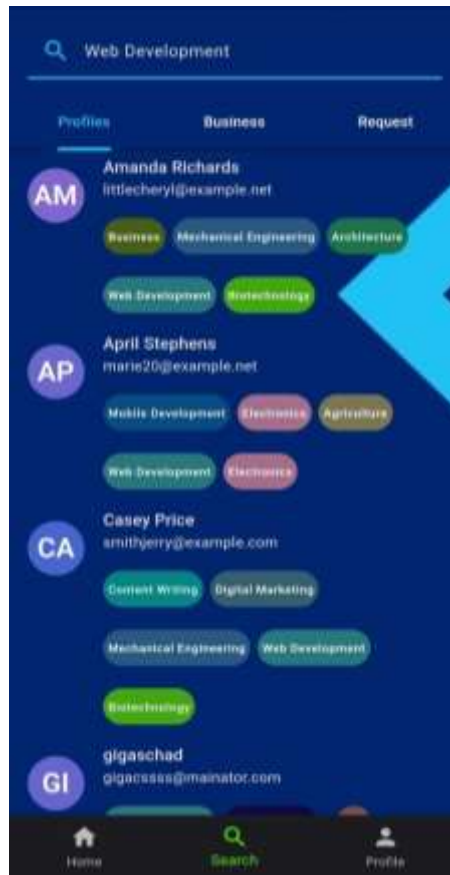 Web Development
Profiles Business Request
Amanda Richards
AM
littlecheryl@example.net
Business Mechanical Engineering Architecture
Web Development Biotechnology
April Stephens
AP
marie20@example.net
Mobile Development Electronics Agriculture
Web Development Electronics
Casey Price
CA
smithjerry@example.com
Content Writing Digital Marketing
Mechanical Engineering Web Development
Biotechnology
gigaschad
GI
gigacssss@mainator.com
Home Search Profile